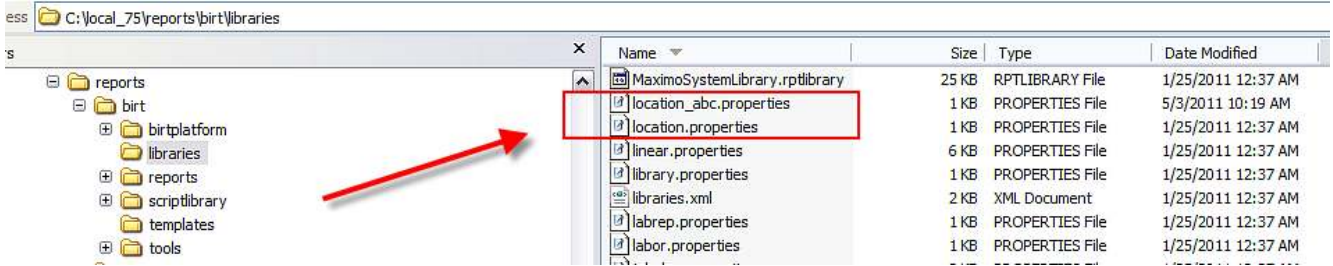 ess C:\local_75\reports\birt\libraries
rs
reports
birt
birtplatform
libraries
reports
scriptlibrary
templates
tools
Name Size Type Date Modified
MaximoSystemLibrary.rptlibrary 25 KB RPTLIBRARY File 1/25/2011 12:37 AM
location_abc.properties 1 KB PROPERTIES File 5/3/2011 10:19 AM
location.properties 1 KB PROPERTIES File 1/25/2011 12:37 AM
linear.properties 6 KB PROPERTIES File 1/25/2011 12:37 AM
library.properties 1 KB PROPERTIES File 1/25/2011 12:37 AM
libraries.xml 2 KB XML Document 1/25/2011 12:37 AM
labrep.properties 1 KB PROPERTIES File 1/25/2011 12:37 AM
labor.properties 1 KB PROPERTIES File 1/25/2011 12:37 AM